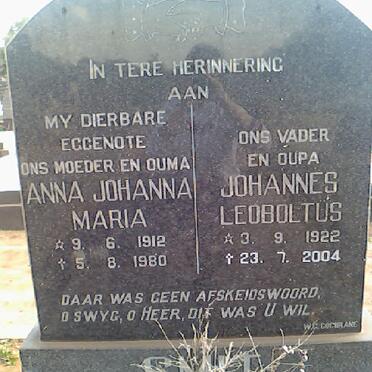 IN TERE HERINNERING
AAN
MY DIERBARE
EGGENOTE
ONS MOEDER EN OUMA
ANNA JOHANNA
MARIA
☆ 9. 6. 1912
† 5. 8. 1980
ONS VADER
EN OUPA
JOHANNES
LEOBOLTUS
☆ 3. 9. 1922
† 23. 7. 2004
DAAR WAS GEEN AFSKEIDSWOORD,
O SWYG, O HEER, DIT WAS U WIL.
W.G. COCHRANE